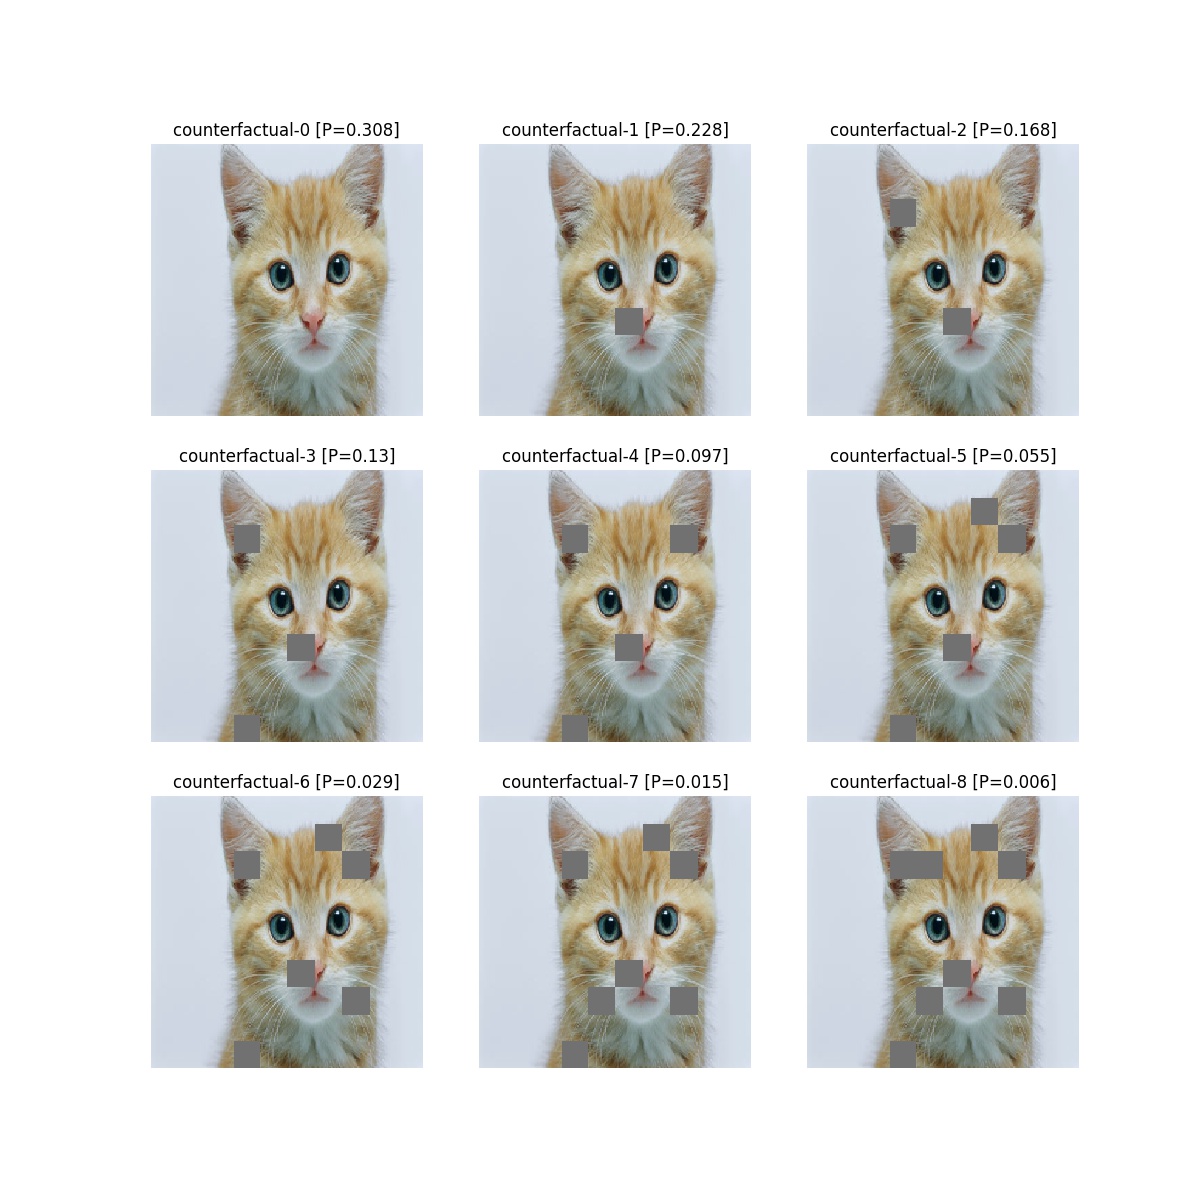 counterfactual-0 [P=0.308]
counterfactual-1 [P=0.228]
counterfactual-2 [P=0.168]
counterfactual-3 [P=0.13]
counterfactual-4 [P=0.097]
counterfactual-5 [P=0.055]
counterfactual-6 [P=0.029]
counterfactual-7 [P=0.015]
counterfactual-8 [P=0.006]